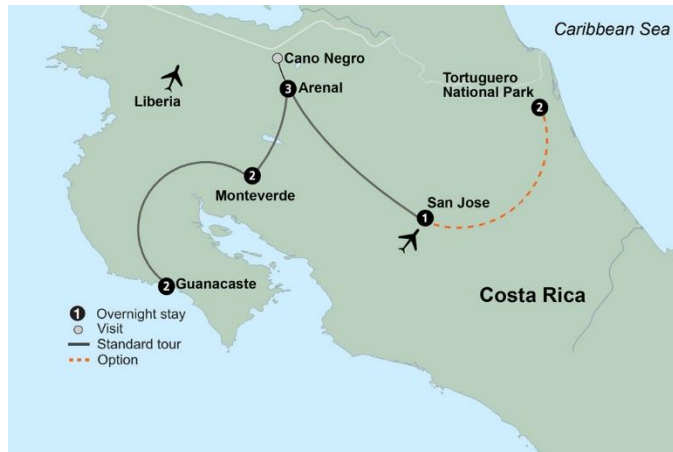 Caribbean Sea
Cano Negro
Tortuguero
National Park
Liberia
3 Arenal
2
2
Monteverde
San Jose
1
2 Guanacaste
Costa Rica
1 Overnight stay
Visit
Standard tour
Option